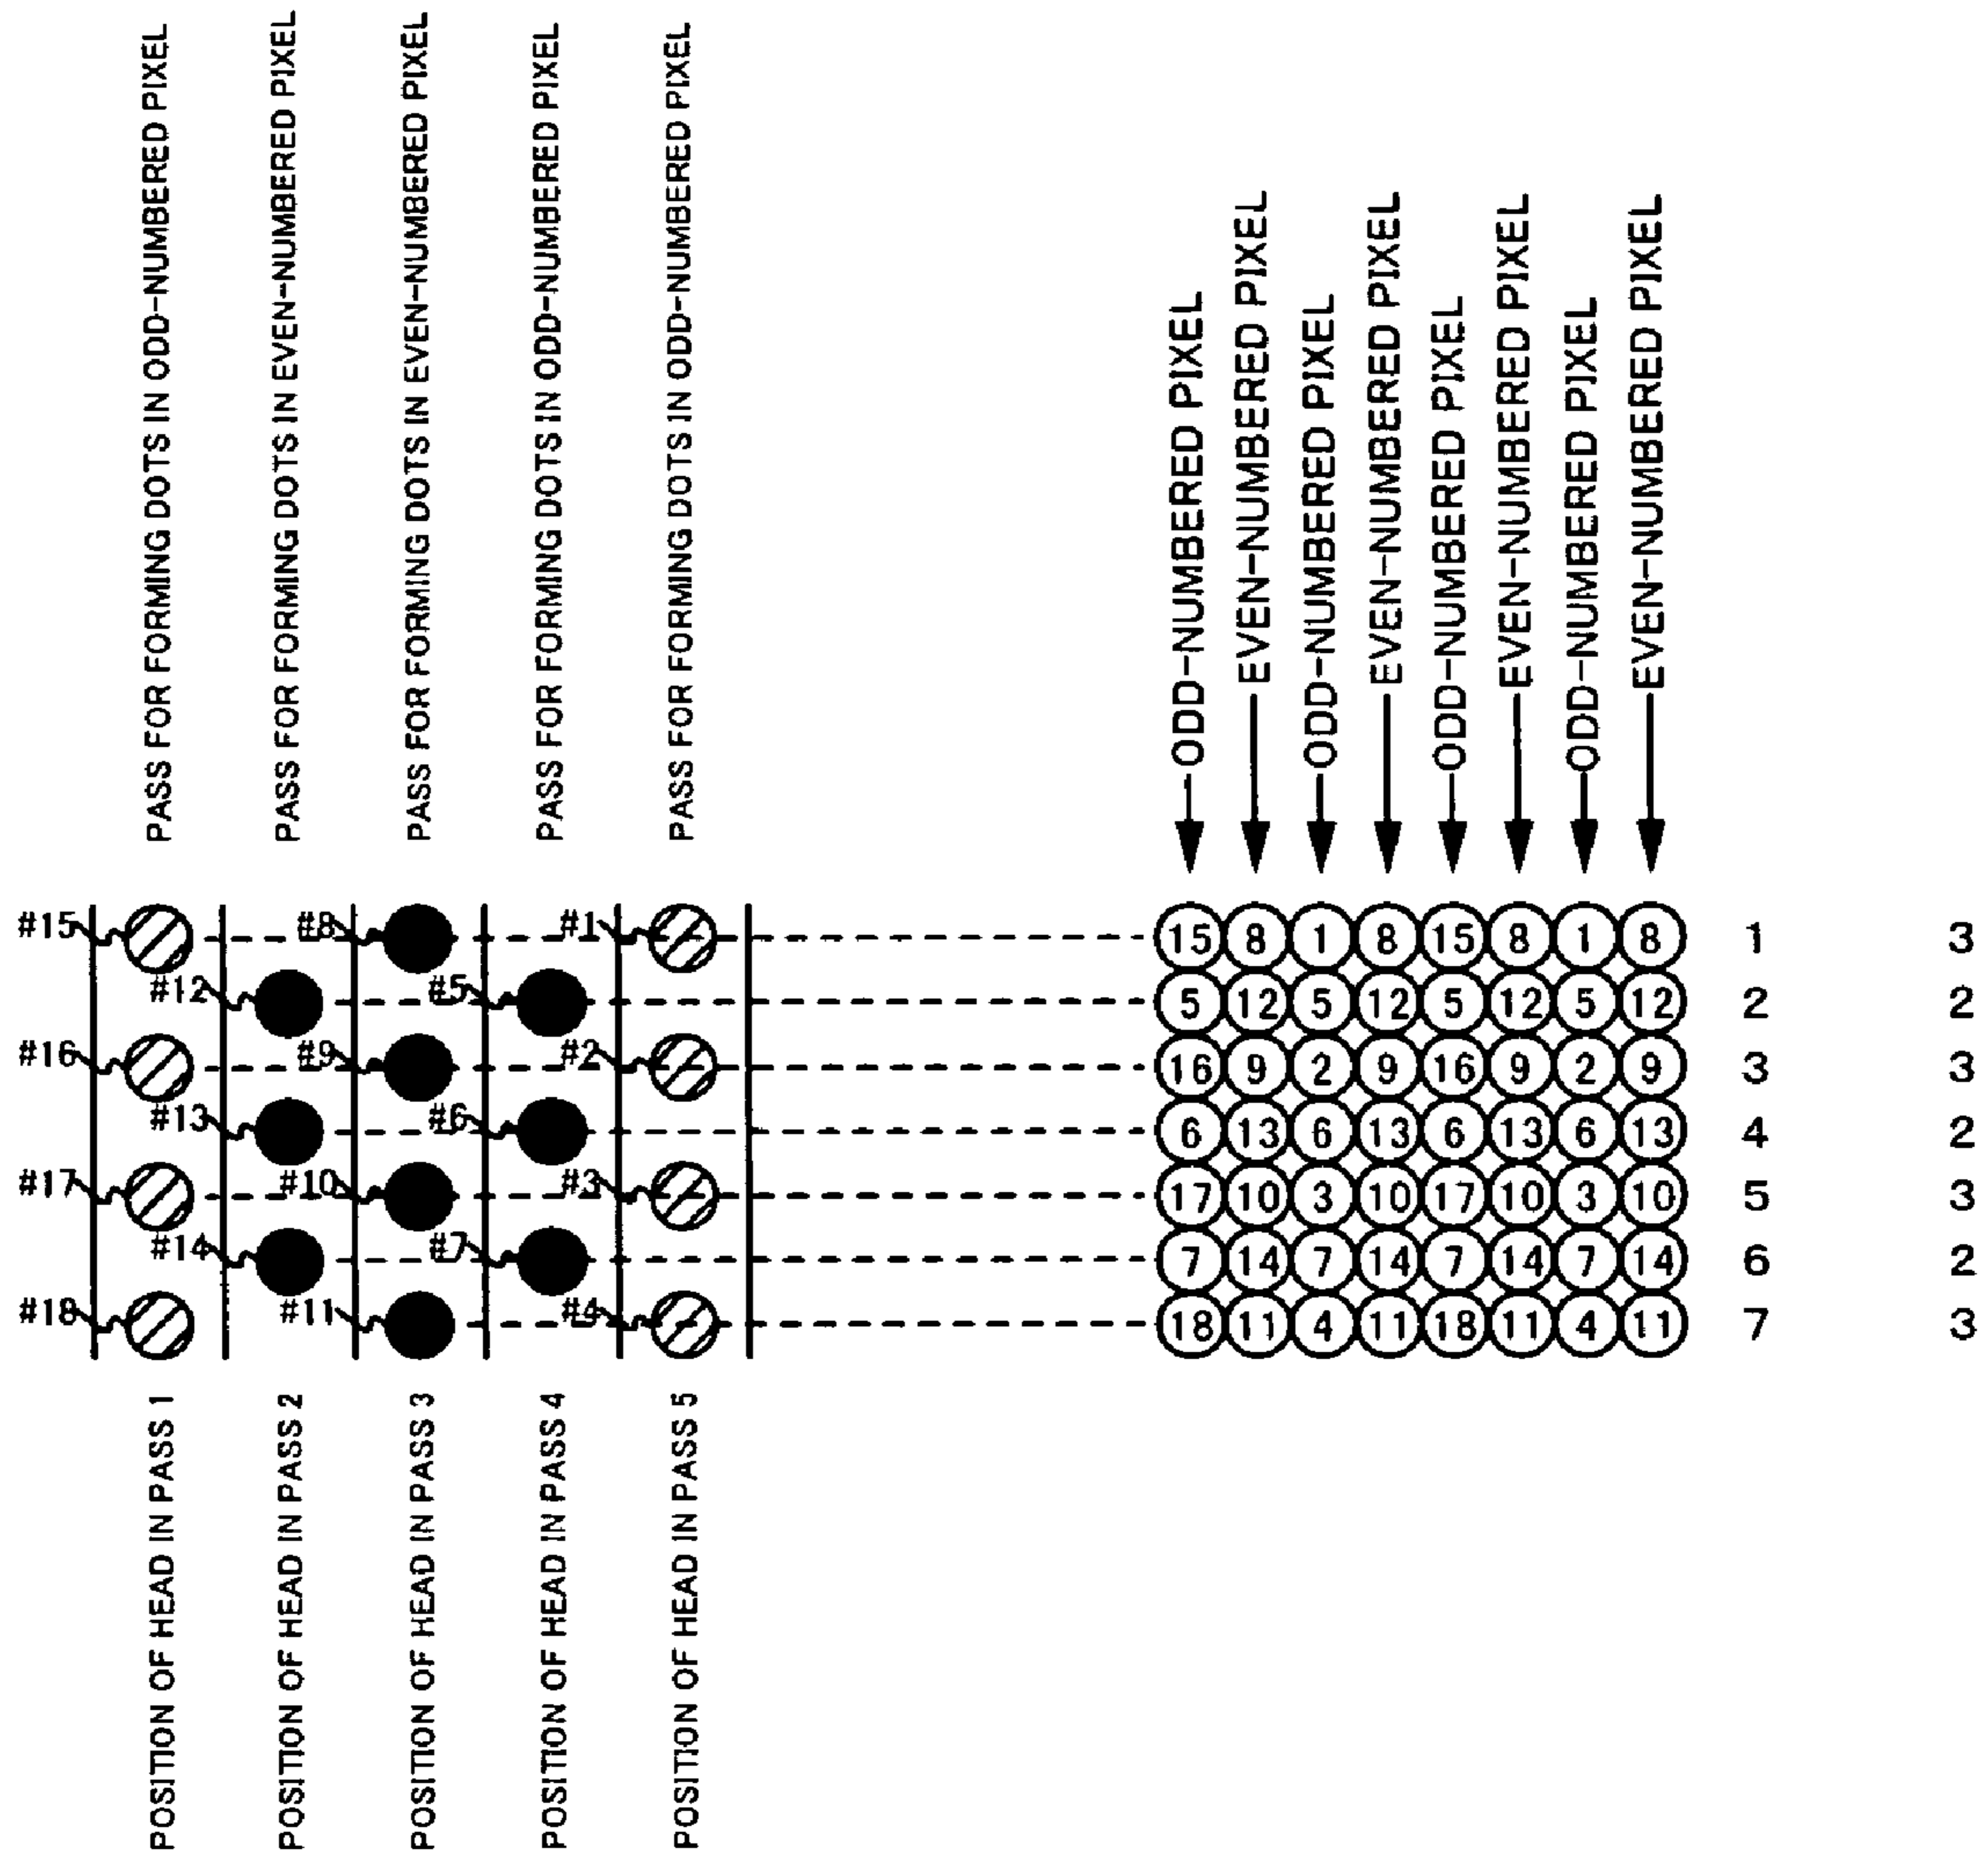 PASS FOR FORMING DOTS IN ODD-NUMBERED PIXEL
PASS FOR FORMING DOTS IN EVEN-NUMBERED PIXEL
PASS FOR FORMING DOTS IN EVEN-NUMBERED PIXEL
PASS FOR FORMING DOTS IN ODD-NUMBERED PIXEL
PASS FOR FORMING DOTS IN ODD-NUMBERED PIXEL
ODD-NUMBERED PIXEL
EVEN-NUMBERED PIXEL
ODD-NUMBERED PIXEL
EVEN-NUMBERED PIXEL
ODD-NUMBERED PIXEL
EVEN-NUMBERED PIXEL
ODD-NUMBERED PIXEL
EVEN-NUMBERED PIXEL
#15 #8 #1 15 8 1 8 15 8 1 8 1 3
#12 #5 5 12 5 12 5 12 5 12 2 2
#16 #9 #2 16 9 2 9 16 9 2 9 3 3
#13 #6 6 13 6 13 6 13 6 13 4 2
#17 #10 #3 17 10 3 10 17 10 3 10 5 3
#14 #7 7 14 7 14 7 14 7 14 6 2
#18 #11 #4 18 11 4 11 18 11 4 11 7 3
POSITION OF HEAD IN PASS 1
POSITION OF HEAD IN PASS 2
POSITION OF HEAD IN PASS 3
POSITION OF HEAD IN PASS 4
POSITION OF HEAD IN PASS 5